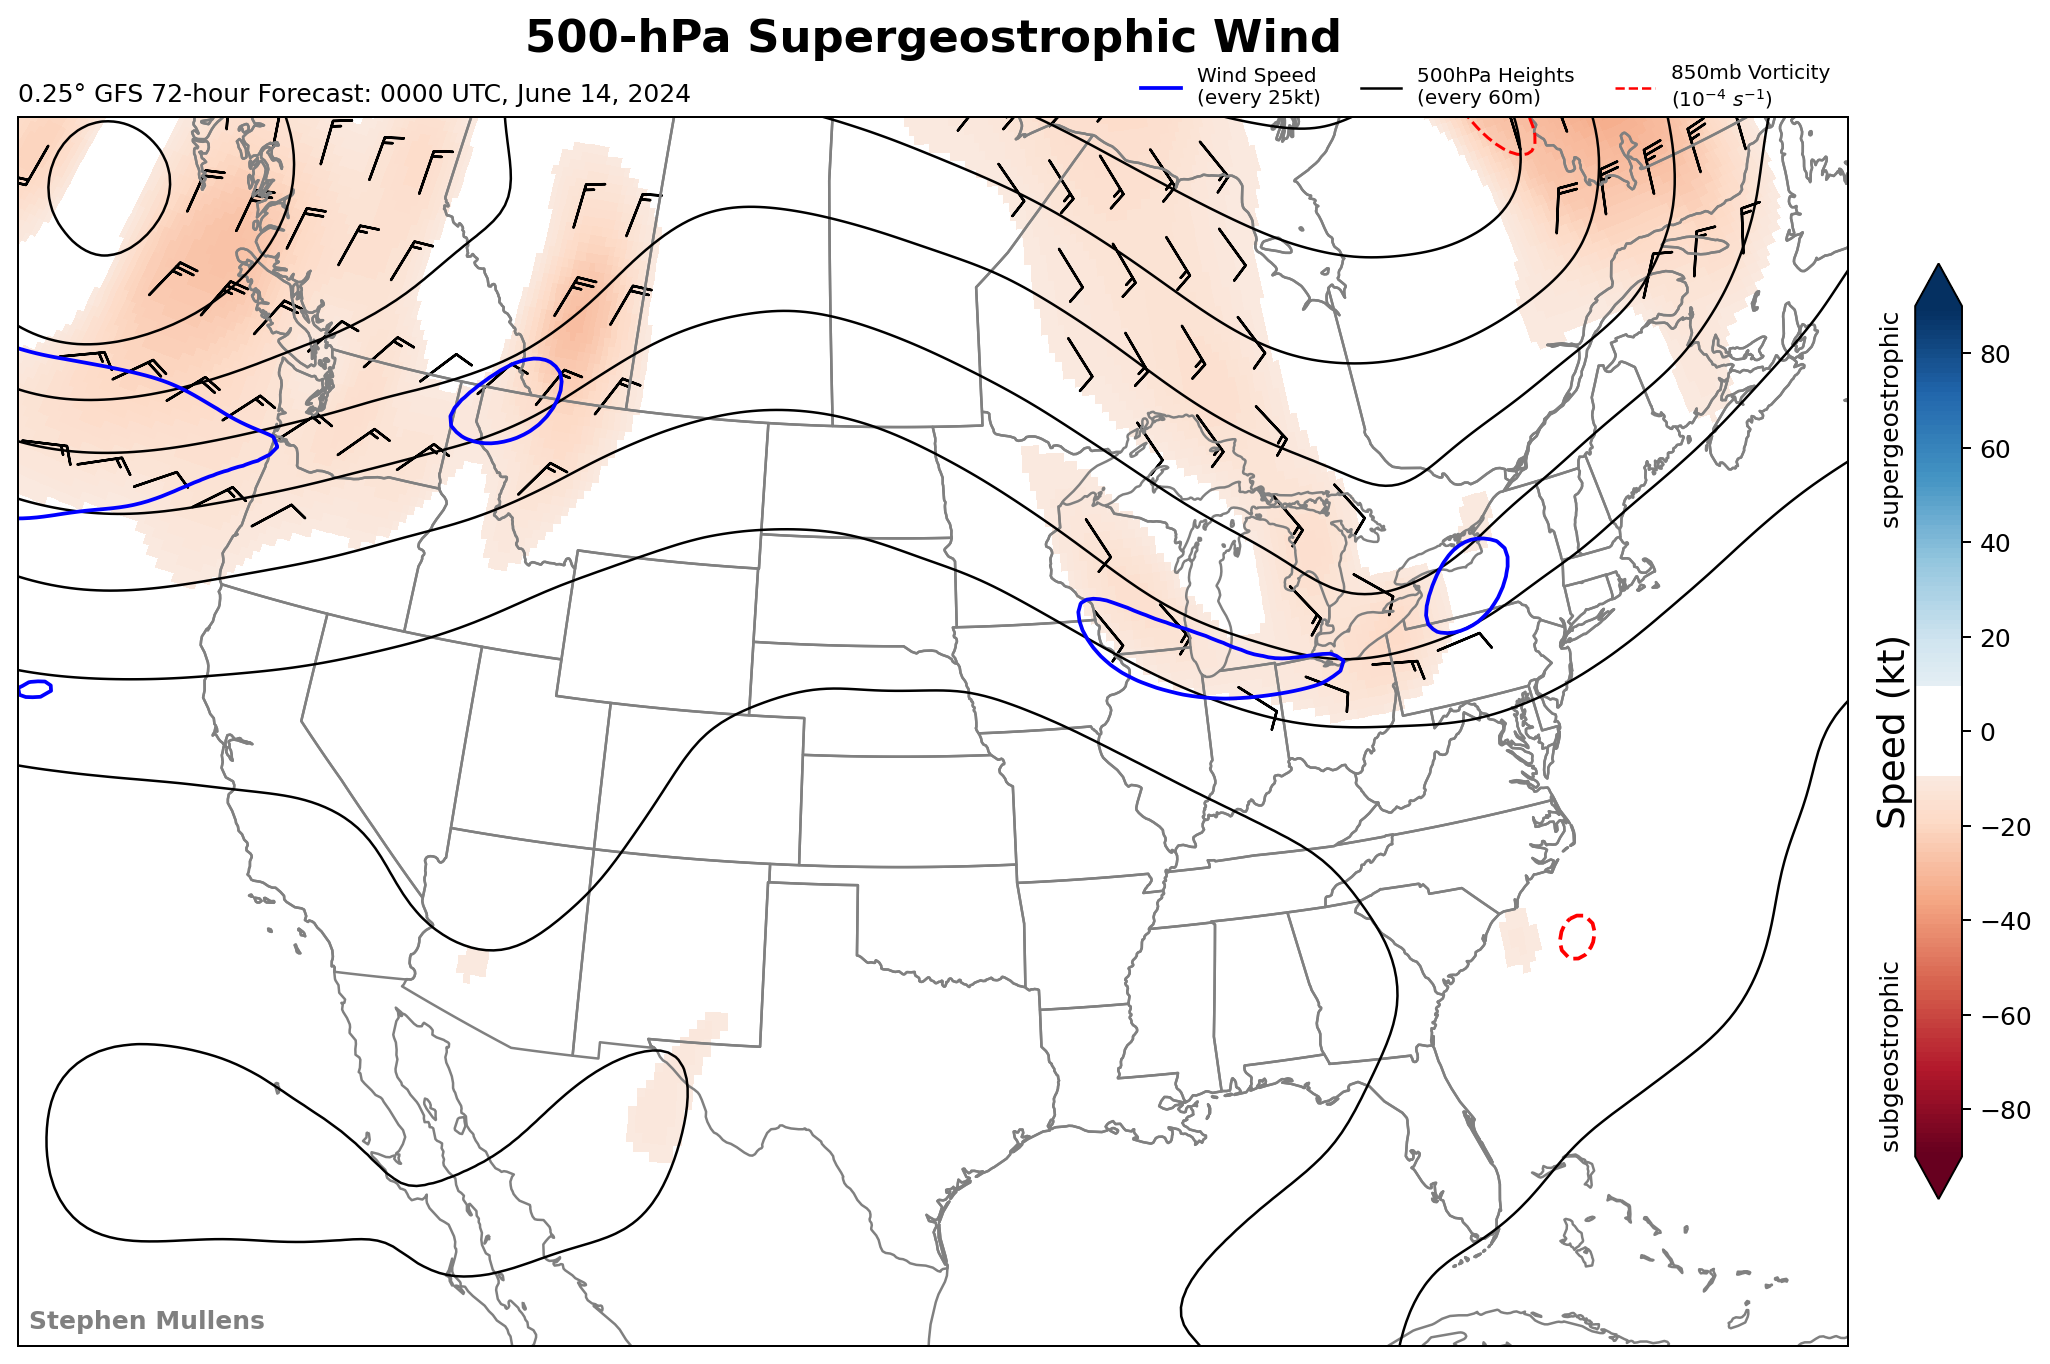 500-hPa Supergeostrophic Wind
0.25° GFS 72-hour Forecast: 0000 UTC, June 14, 2024
Wind Speed
(every 25kt)
500hPa Heights
(every 60m)
850mb Vorticity
(10⁻⁴ s⁻¹)
supergeostrophic
Speed (kt)
subgeostrophic
80
60
40
20
0
−20
−40
−60
−80
Stephen Mullens